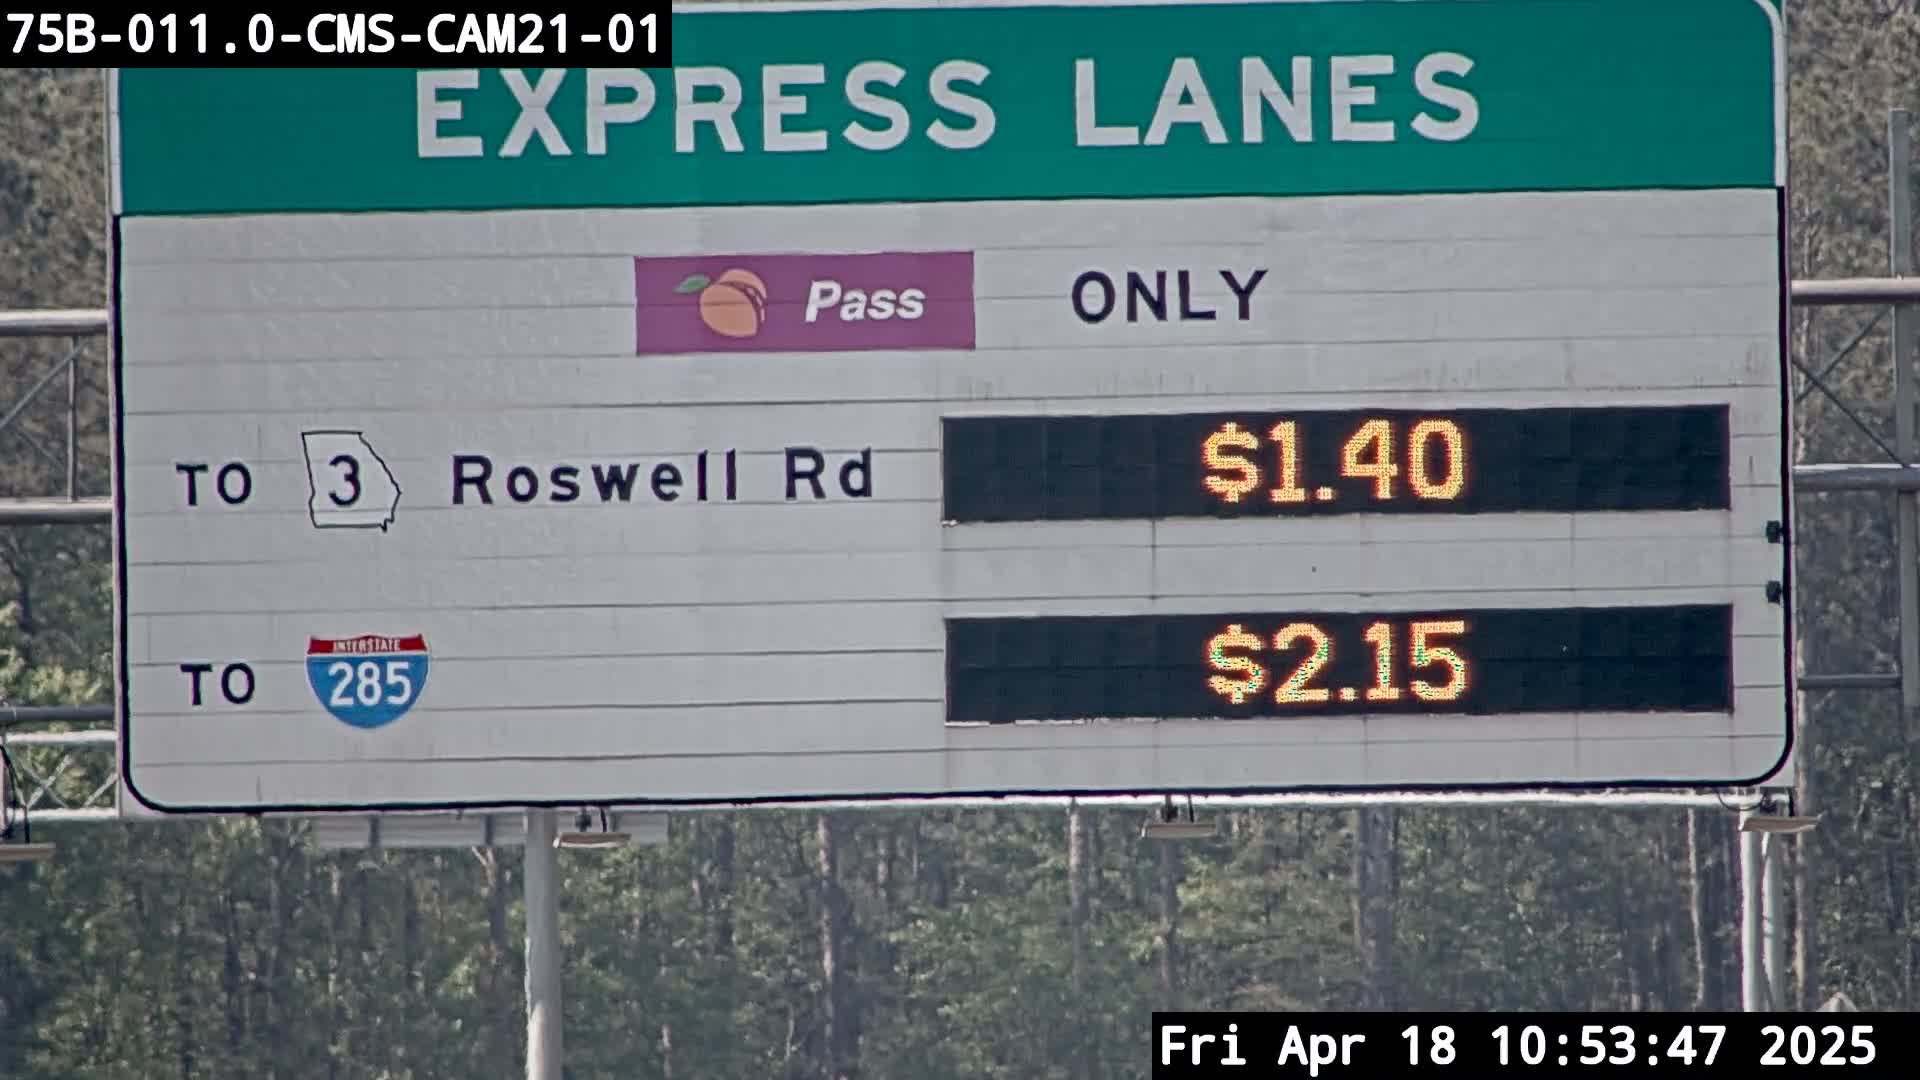 75B-011.0-CMS-CAM21-01
EXPRESS LANES
Pass ONLY
TO 3 Roswell Rd $1.40
INTERSTATE
TO 285 $2.15
Fri Apr 18 10:53:47 2025